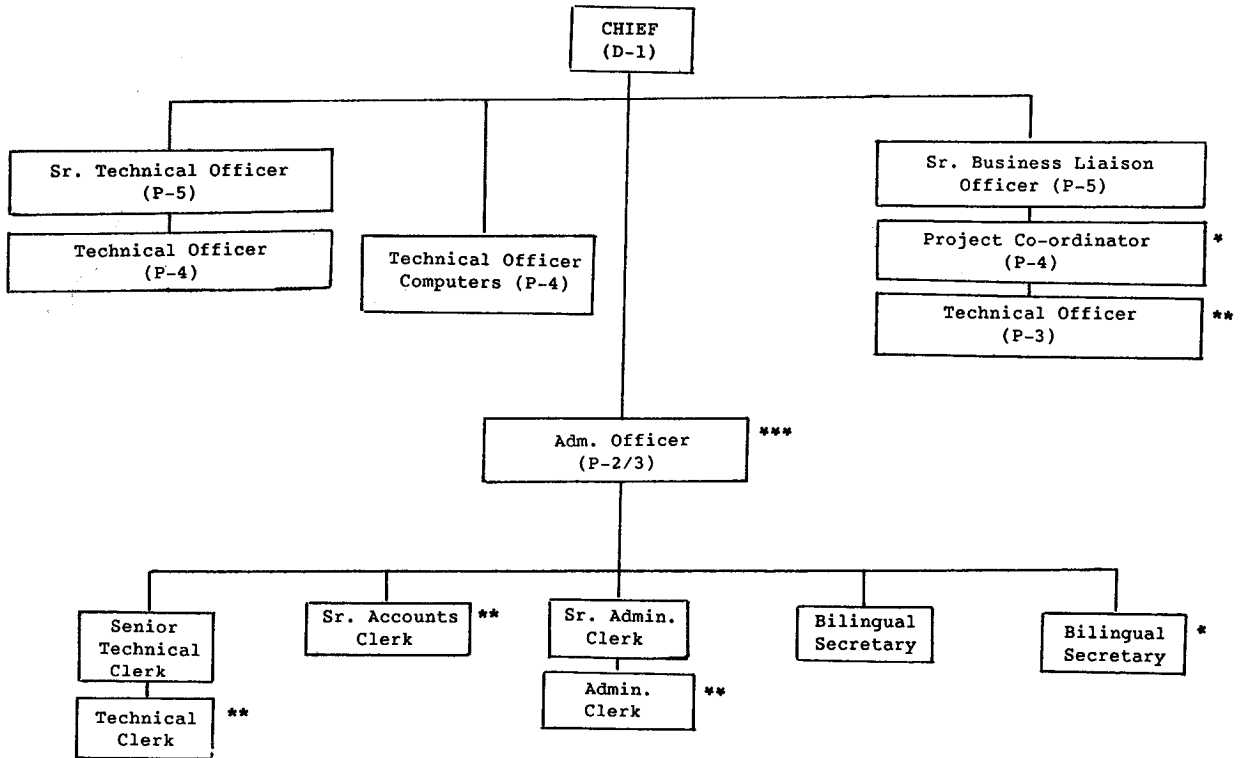 CHIEF
(D-1)
Sr. Technical Officer
(P-5)
Technical Officer
(P-4)
Technical Officer
Computers (P-4)
Sr. Business Liaison
Officer (P-5)
Project Co-ordinator *
(P-4)
Technical Officer **
(P-3)
Adm. Officer ***
(P-2/3)
Senior
Technical
Clerk
Technical **
Clerk
Sr. Accounts **
Clerk
Sr. Admin.
Clerk
Admin. **
Clerk
Bilingual
Secretary
Bilingual *
Secretary